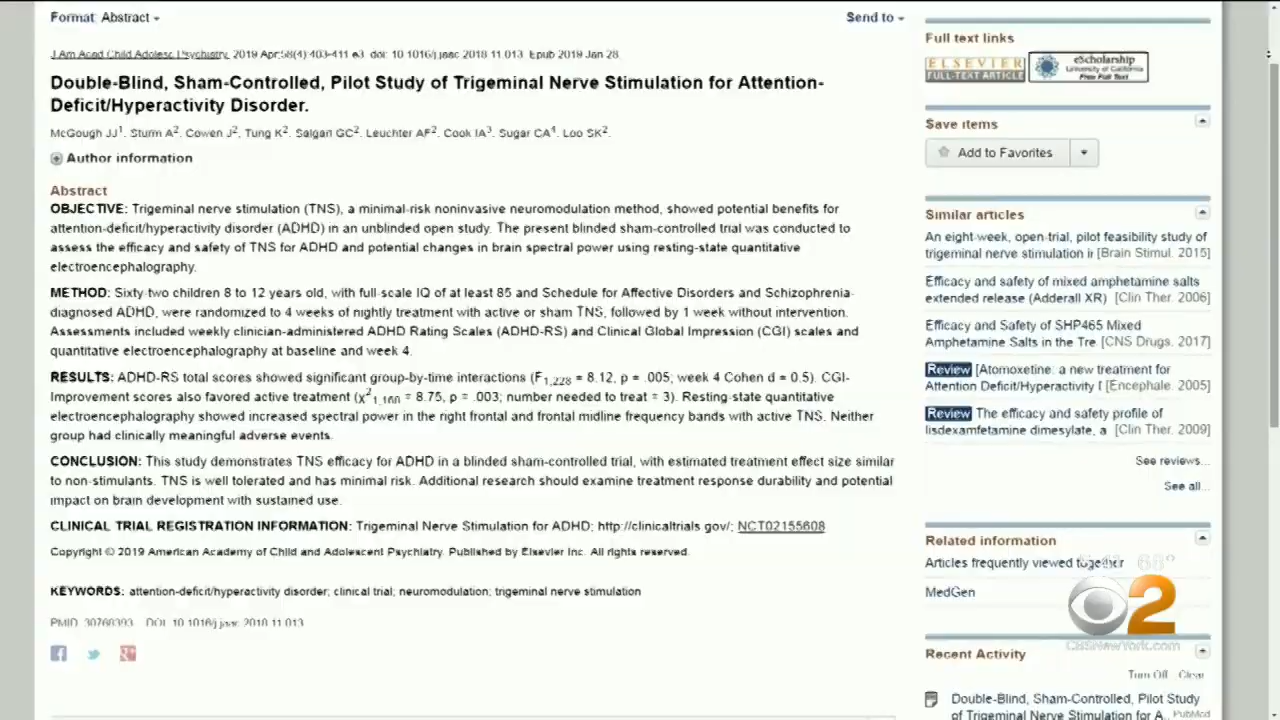 Format: Abstract
Send to
J Am Acad Child Adolesc Psychiatry. 2019 Apr;58(4):403-411.e3. doi: 10.1016/j.jaac.2018.11.013. Epub 2019 Jan 28.
Double-Blind, Sham-Controlled, Pilot Study of Trigeminal Nerve Stimulation for Attention-
Deficit/Hyperactivity Disorder.
McGough JJ1, Sturm A2, Cowen J2, Tung K2, Salgari GC2, Leuchter AF2, Cook IA3, Sugar CA4, Loo SK2.
Author information
Abstract
OBJECTIVE: Trigeminal nerve stimulation (TNS), a minimal-risk noninvasive neuromodulation method, showed potential benefits for
attention-deficit/hyperactivity disorder (ADHD) in an unblinded open study. The present blinded sham-controlled trial was conducted to
assess the efficacy and safety of TNS for ADHD and potential changes in brain spectral power using resting-state quantitative
electroencephalography.
METHOD: Sixty-two children 8 to 12 years old, with full-scale IQ of at least 85 and Schedule for Affective Disorders and Schizophrenia-
diagnosed ADHD, were randomized to 4 weeks of nightly treatment with active or sham TNS, followed by 1 week without intervention.
Assessments included weekly clinician-administered ADHD Rating Scales (ADHD-RS) and Clinical Global Impression (CGI) scales and
quantitative electroencephalography at baseline and week 4.
RESULTS: ADHD-RS total scores showed significant group-by-time interactions (F1,228 = 8.12, p = .005; week 4 Cohen d = 0.5). CGI-
Improvement scores also favored active treatment (χ2 1,168 = 8.75, p = .003; number needed to treat = 3). Resting-state quantitative
electroencephalography showed increased spectral power in the right frontal and frontal midline frequency bands with active TNS. Neither
group had clinically meaningful adverse events.
CONCLUSION: This study demonstrates TNS efficacy for ADHD in a blinded sham-controlled trial, with estimated treatment effect size similar
to non-stimulants. TNS is well tolerated and has minimal risk. Additional research should examine treatment response durability and potential
impact on brain development with sustained use.
CLINICAL TRIAL REGISTRATION INFORMATION: Trigeminal Nerve Stimulation for ADHD; http://clinicaltrials.gov/; NCT02155608
Copyright © 2019 American Academy of Child and Adolescent Psychiatry. Published by Elsevier Inc. All rights reserved.
KEYWORDS: attention-deficit/hyperactivity disorder; clinical trial; neuromodulation; trigeminal nerve stimulation
PMID: 30768393 DOI: 10.1016/j.jaac.2018.11.013
Full text links
ELSEVIER
FULL-TEXT ARTICLE
eScholarship
University of California
Free Full Text
Save items
Add to Favorites
Similar articles
An eight-week, open-trial, pilot feasibility study of
trigeminal nerve stimulation ir [Brain Stimul. 2015]
Efficacy and safety of mixed amphetamine salts
extended release (Adderall XR) [Clin Ther. 2006]
Efficacy and Safety of SHP465 Mixed
Amphetamine Salts in the Tre [CNS Drugs. 2017]
Review [Atomoxetine: a new treatment for
Attention Deficit/Hyperactivity [ [Encephale. 2005]
Review The efficacy and safety profile of
lisdexamfetamine dimesylate, a [Clin Ther. 2009]
See reviews...
See all...
Related information
Articles frequently viewed together
68°
MedGen
2
CBSNewYork.com
Recent Activity
Turn Off Clear
Double-Blind, Sham-Controlled, Pilot Study
of Trigeminal Nerve Stimulation for A.. PubMed